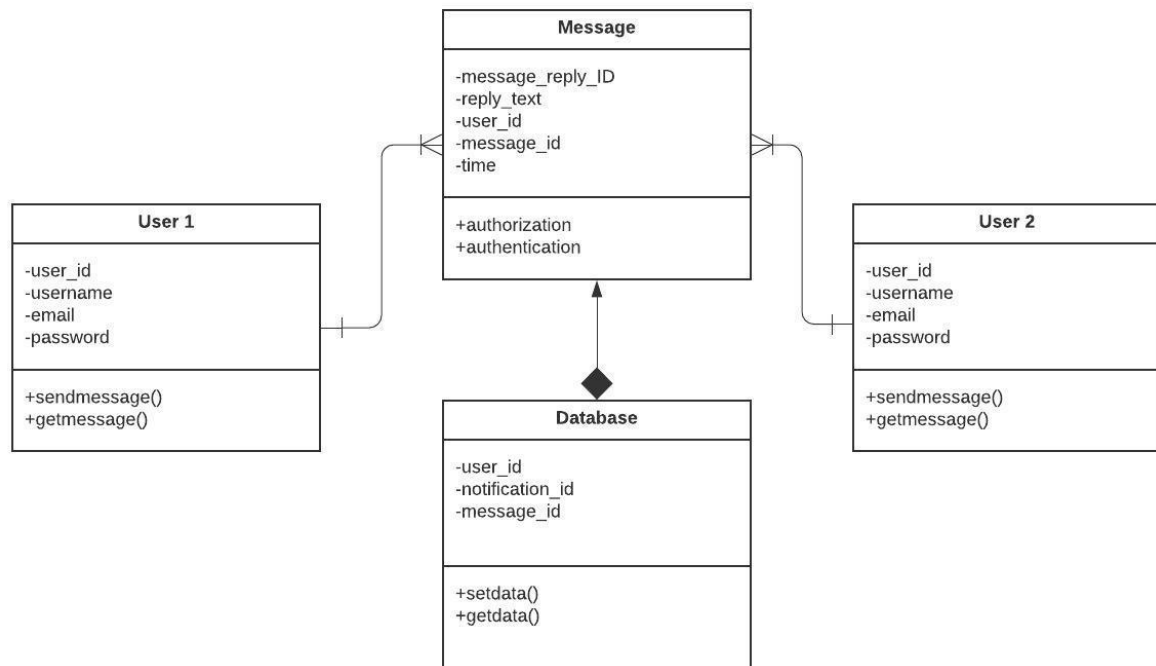 Message
-message_reply_ID
-reply_text
-user_id
-message_id
-time
+authorization
+authentication
User 1
-user_id
-username
-email
-password
+sendmessage()
+getmessage()
User 2
-user_id
-username
-email
-password
+sendmessage()
+getmessage()
Database
-user_id
-notification_id
-message_id
+setdata()
+getdata()